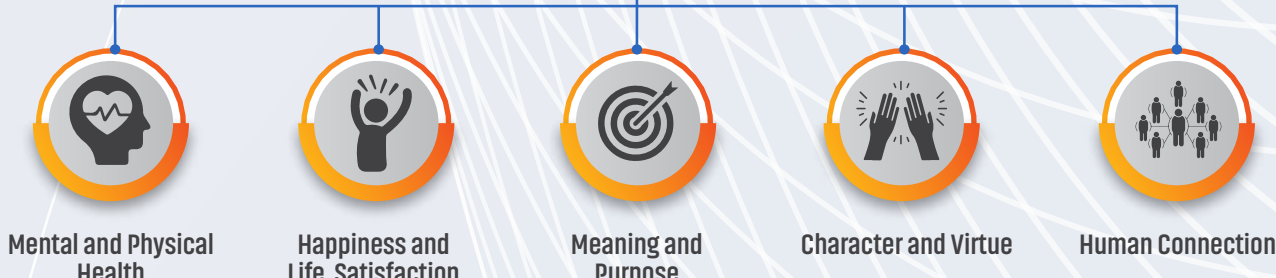 Mental and Physical
Health
Happiness and
Life Satisfaction
Meaning and
Purpose
Character and Virtue
Human Connection